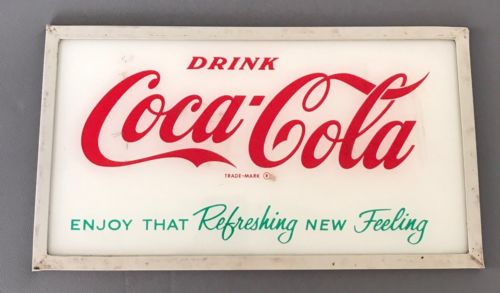 DRINK
Coca-Cola
TRADE-MARK ®
ENJOY THAT Refreshing NEW Feeling